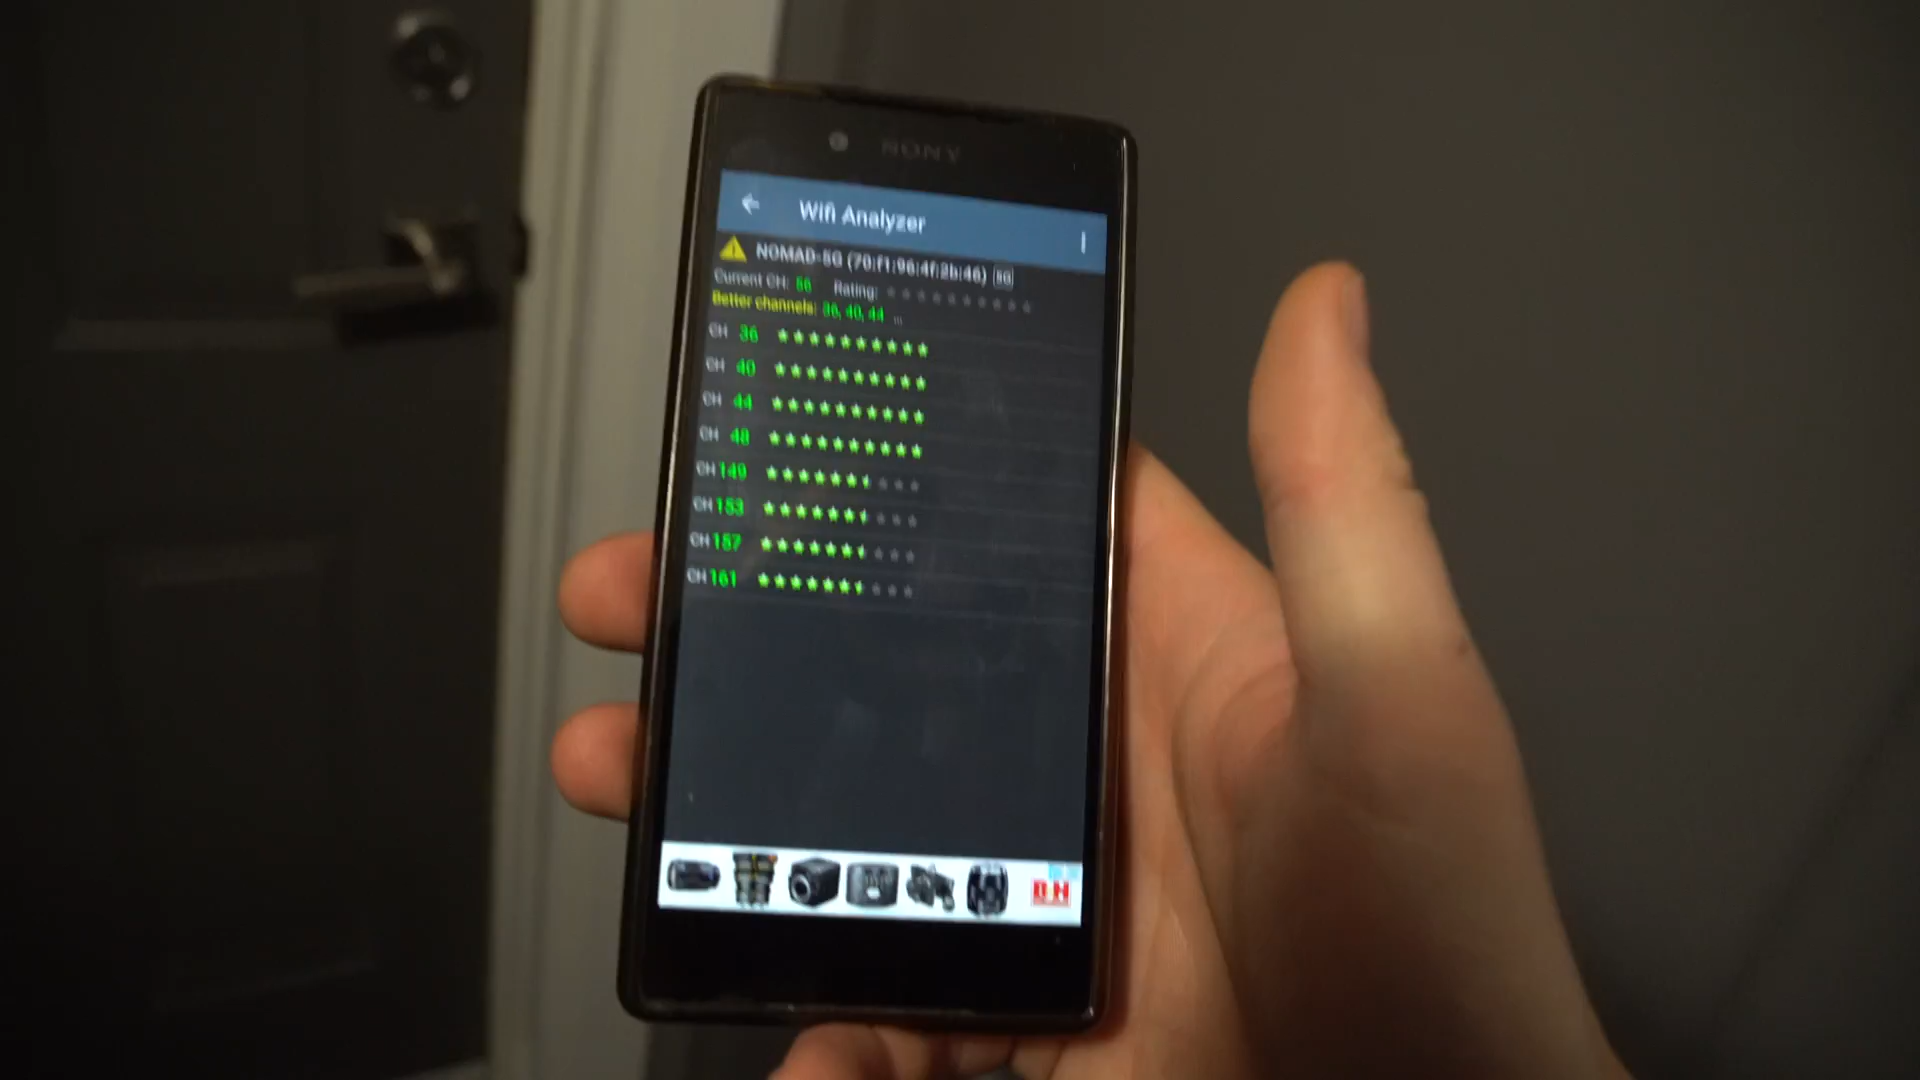 SONY
Wifi Analyzer
NOMAD-5G (70:f1:96:4f:2b:46) 5G
Current CH: 56 Rating:
Better channels: 36, 40, 44 ...
CH 36
CH 40
CH 44
CH 48
CH 149
CH 153
CH 157
CH 161
B&H